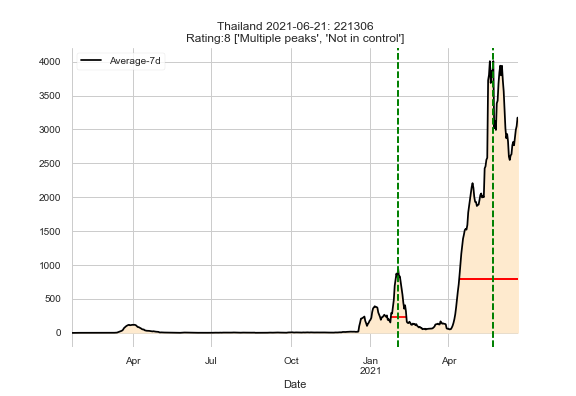 Thailand 2021-06-21: 221306
Rating:8 ['Multiple peaks', 'Not in control']
Average-7d
4000
3500
3000
2500
2000
1500
1000
500
0
Apr
Jul
Oct
Jan
2021
Apr
Date